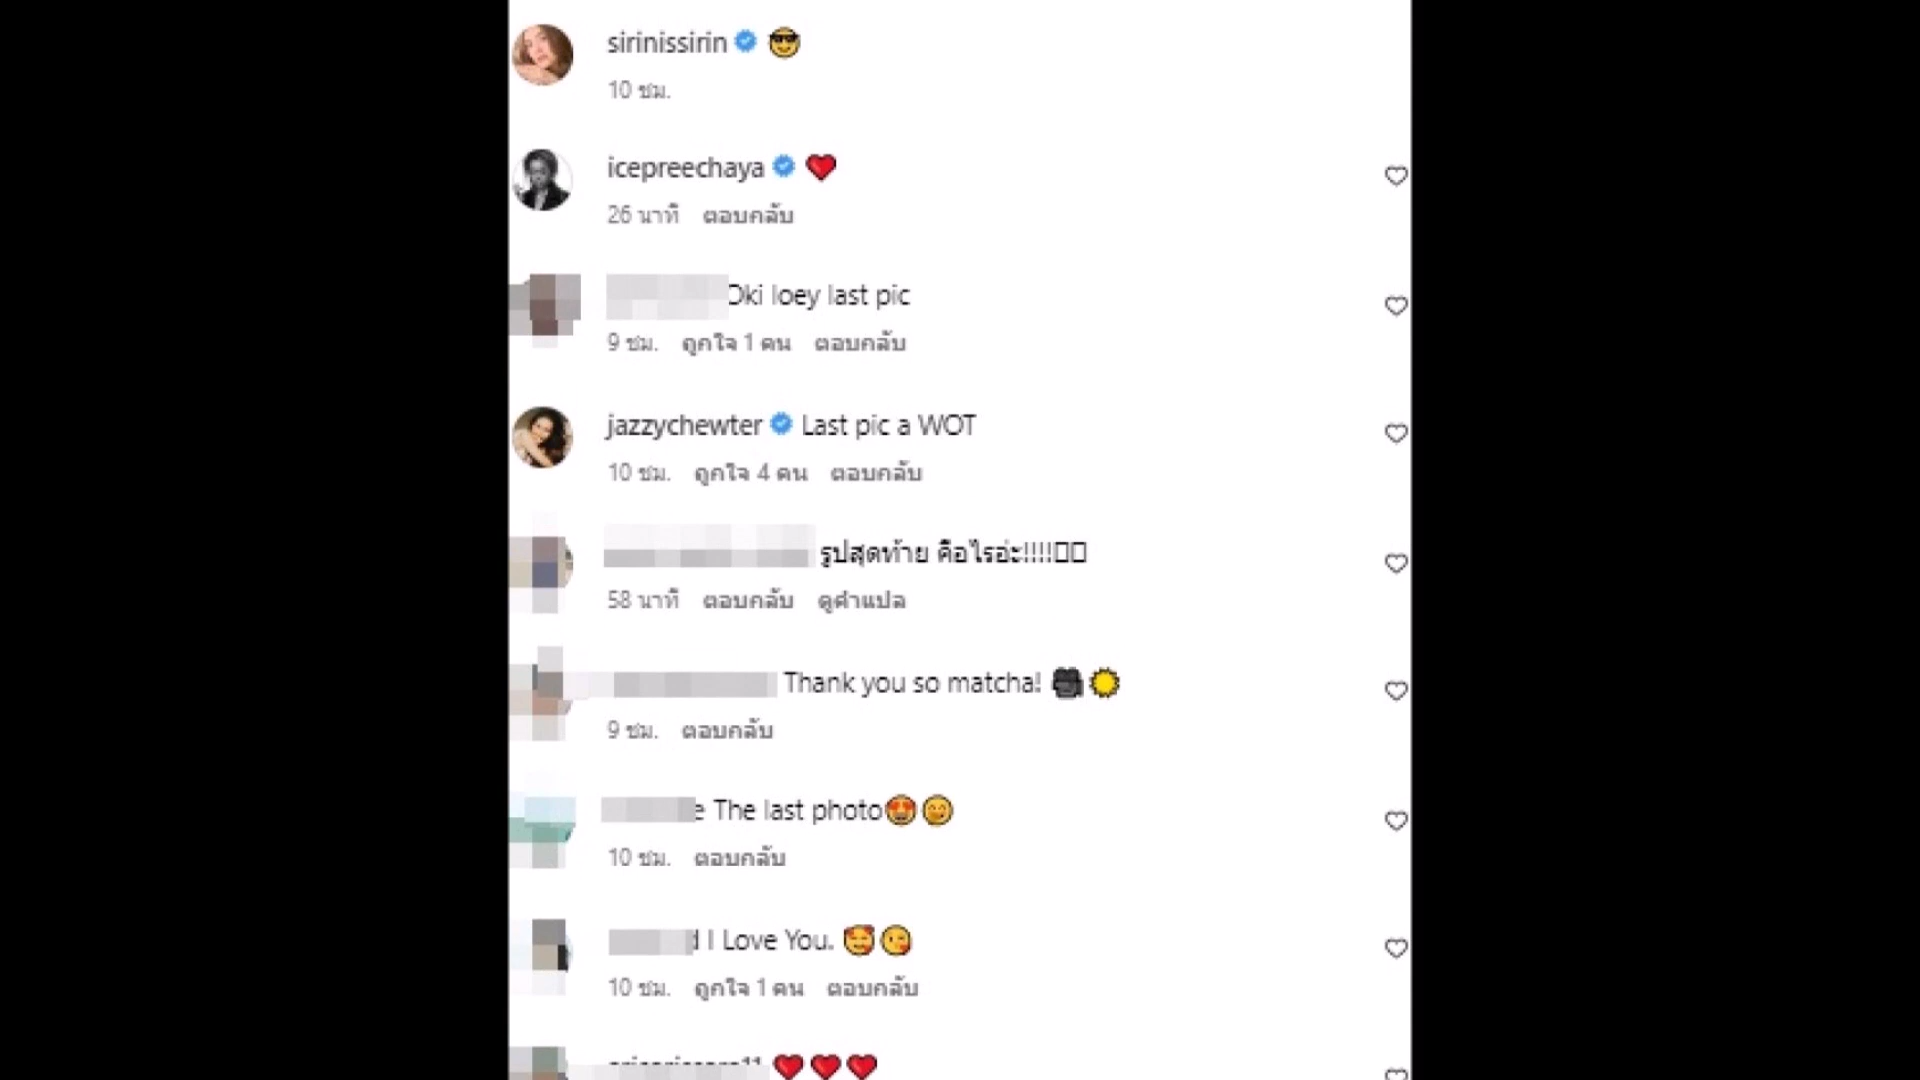 sirinissirin 😎
10 ชม.
icepreechaya ❤️
26 นาที ตอบกลับ
Oki loey last pic
9 ชม. ถูกใจ 1 คน ตอบกลับ
jazzychewter Last pic a WOT
10 ชม. ถูกใจ 4 คน ตอบกลับ
รูปสุดท้าย คือไรอ่ะ!!!!
58 นาที ตอบกลับ ดูคำแปล
Thank you so matcha!
9 ชม. ตอบกลับ
The last photo
10 ชม. ตอบกลับ
I Love You.
10 ชม. ถูกใจ 1 คน ตอบกลับ